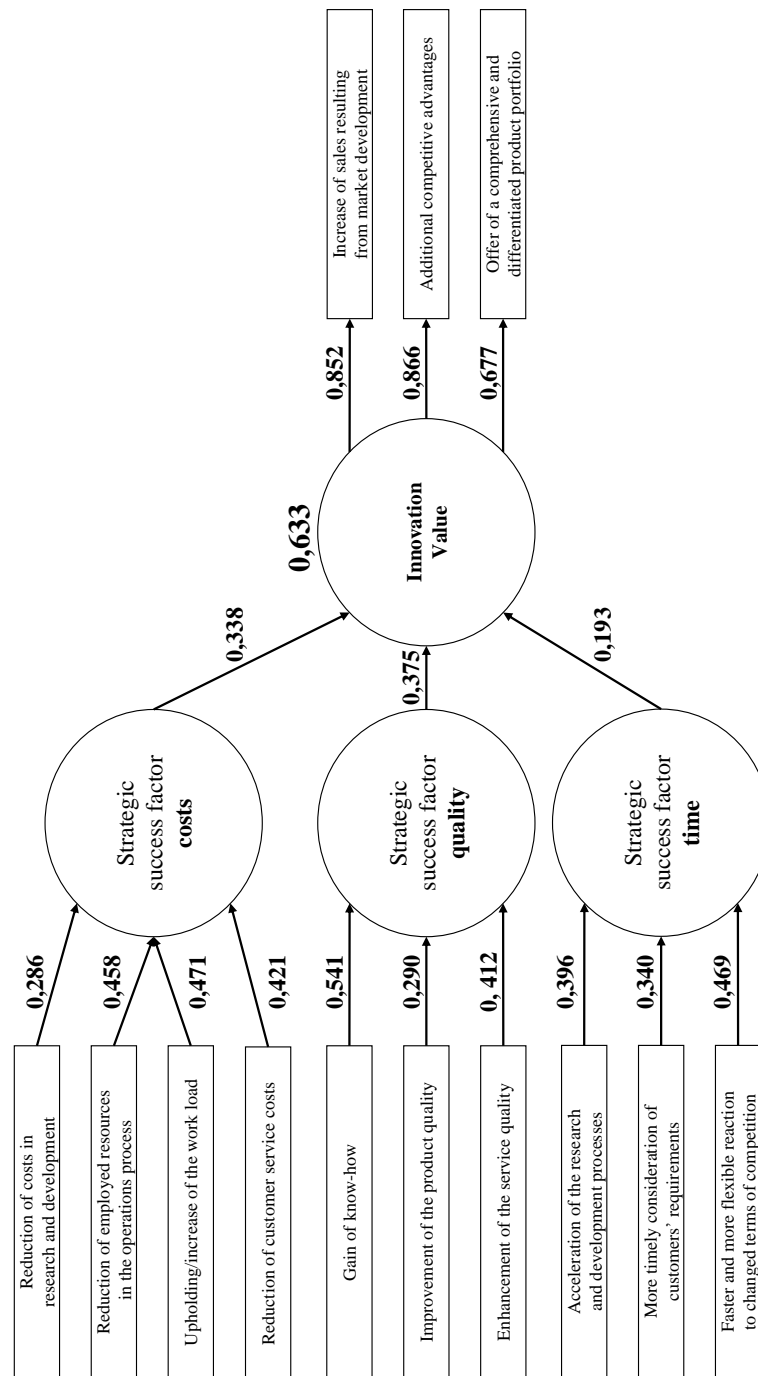 Reduction of costs in
research and development
Reduction of employed resources
in the operations process
Upholding/increase of the work load
Reduction of customer service costs
Gain of know-how
Improvement of the product quality
Enhancement of the service quality
Acceleration of the research
and development processes
More timely consideration of
customers’ requirements
Faster and more flexible reaction
to changed terms of competition
0,286
0,458
0,471
0,421
0,541
0,290
0, 412
0,396
0,340
0,469
Strategic
success factor
costs
Strategic
success factor
quality
Strategic
success factor
time
0,338
0,375
0,193
0,633
Innovation
Value
0,852
0,866
0,677
Increase of sales resulting
from market development
Additional competitive advantages
Offer of a comprehensive and
differentiated product portfolio